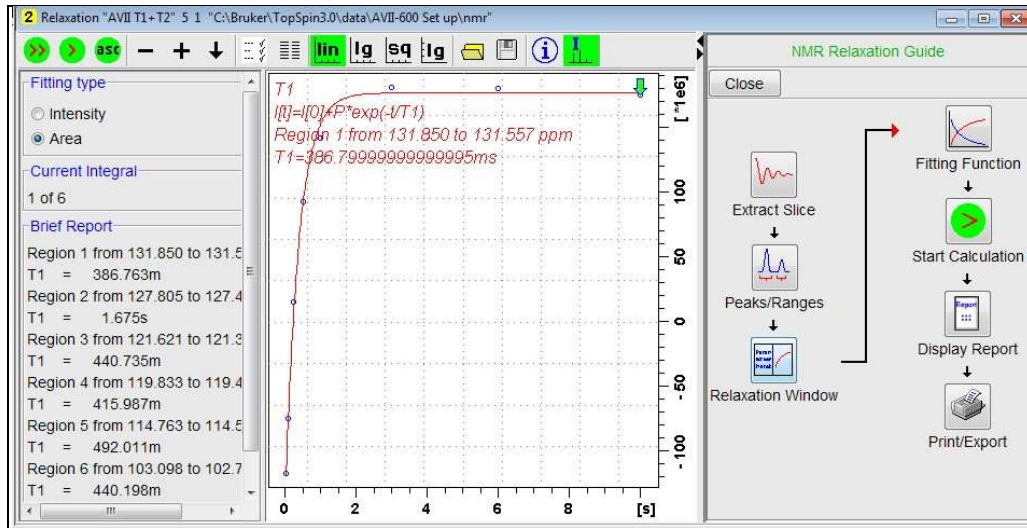 2 Relaxation "AVII T1+T2" 5 1 "C:\Bruker\TopSpin3.0\data\AVII-600 Set up\nmr"
asc lin lg sq lg
Fitting type
Intensity
Area
Current Integral
1 of 6
Brief Report
Region 1 from 131.850 to 131.5
T1 = 386.763m
Region 2 from 127.805 to 127.4
T1 = 1.675s
Region 3 from 121.621 to 121.3
T1 = 440.735m
Region 4 from 119.833 to 119.4
T1 = 415.987m
Region 5 from 114.763 to 114.5
T1 = 492.011m
Region 6 from 103.098 to 102.7
T1 = 440.198m
T1
I[t]=I[0]+P*exp(-t/T1)
Region 1 from 131.850 to 131.557 ppm
T1=386.79999999999995ms
[ *1e6]
100
50
0
- 50
- 100
0 2 4 6 8 [s]
NMR Relaxation Guide
Close
Extract Slice
Peaks/Ranges
Relaxation Window
Fitting Function
Start Calculation
Report
Display Report
Print/Export